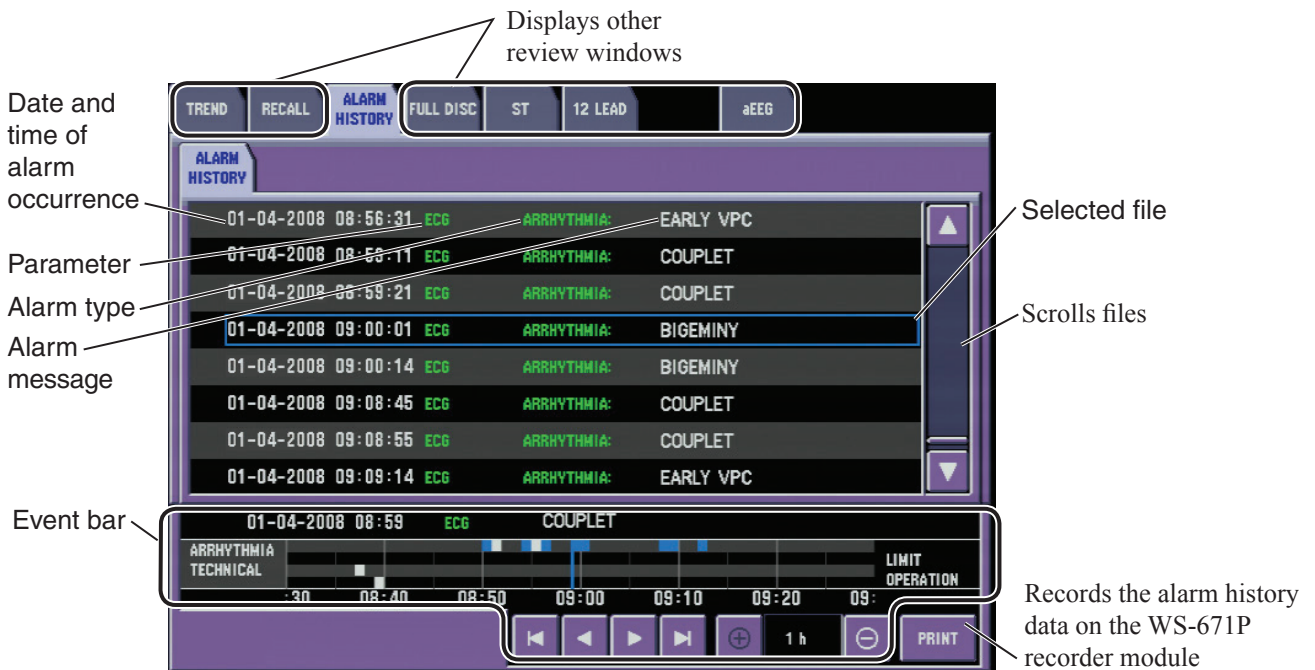 Displays other
review windows
Date and
time of
alarm
occurrence
Parameter
Alarm type
Alarm
message
Event bar
TREND
RECALL
ALARM
HISTORY
FULL DISC
ST
12 LEAD
aEEG
ALARM
HISTORY
01-04-2008 08:56:31 ECG ARRHYTHMIA: EARLY VPC
01-04-2008 08:59:11 ECG ARRHYTHMIA: COUPLET
01-04-2008 08:59:21 ECG ARRHYTHMIA: COUPLET
01-04-2008 09:00:01 ECG ARRHYTHMIA: BIGEMINY
01-04-2008 09:00:14 ECG ARRHYTHMIA: BIGEMINY
01-04-2008 09:08:45 ECG ARRHYTHMIA: COUPLET
01-04-2008 09:08:55 ECG ARRHYTHMIA: COUPLET
01-04-2008 09:09:14 ECG ARRHYTHMIA: EARLY VPC
01-04-2008 08:59 ECG COUPLET
ARRHYTHMIA
TECHNICAL
LIMIT
OPERATION
:30 08:40 08:50 09:00 09:10 09:20 09:
1 h
PRINT
Selected file
Scrolls files
Records the alarm history
data on the WS-671P
recorder module